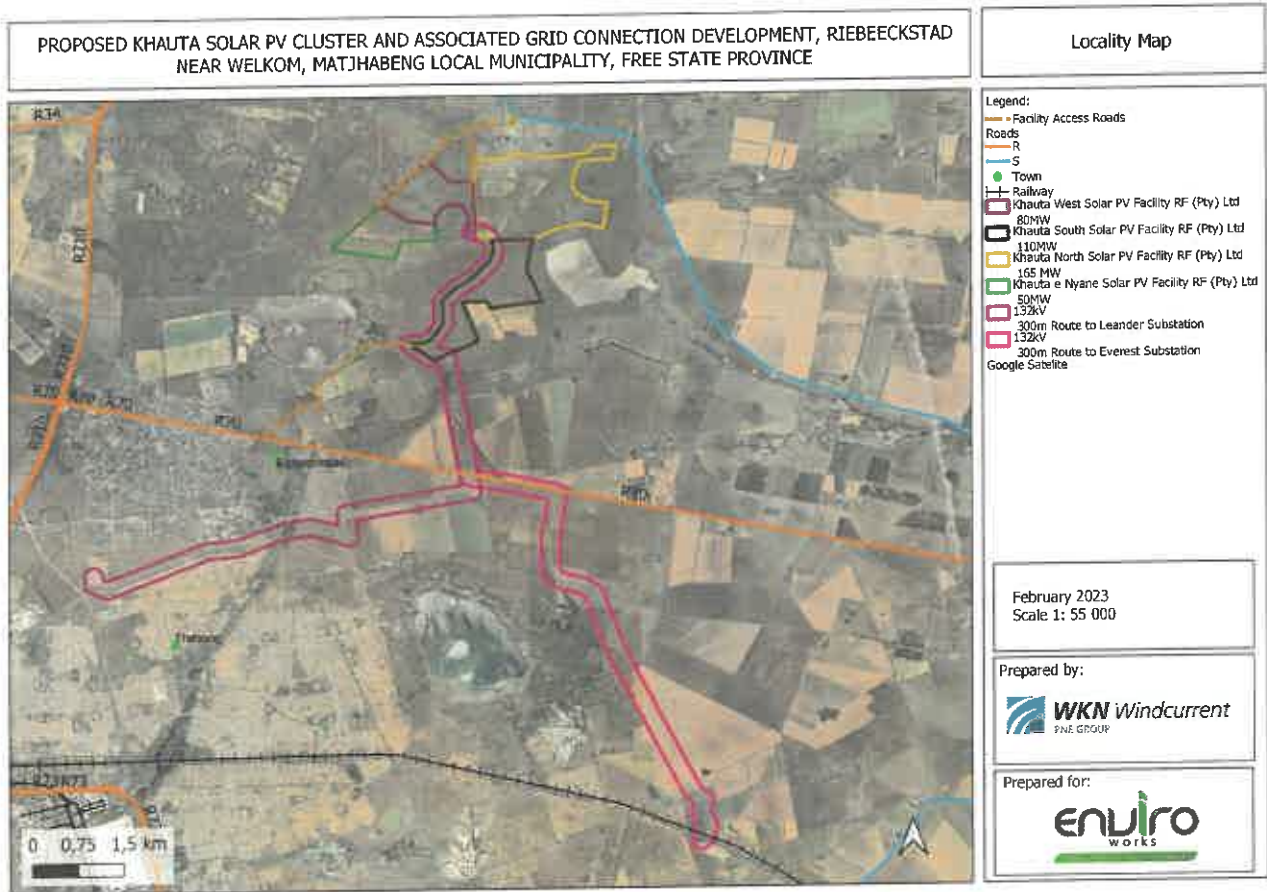 PROPOSED KHAUTA SOLAR PV CLUSTER AND ASSOCIATED GRID CONNECTION DEVELOPMENT, RIEBEECKSTAD
NEAR WELKOM, MATJHABENG LOCAL MUNICIPALITY, FREE STATE PROVINCE
Locality Map
Legend:
Facility Access Roads
Roads
R
S
Town
Railway
Khauta West Solar PV Facility RF (Pty) Ltd
80MW
Khauta South Solar PV Facility RF (Pty) Ltd
110MW
Khauta North Solar PV Facility RF (Pty) Ltd
165 MW
Khauta e Nyane Solar PV Facility RF (Pty) Ltd
50MW
132kV
300m Route to Leander Substation
132kV
300m Route to Everest Substation
Google Satelite
R34
R70
R70
R70
R73
0 0,75 1,5 km
February 2023
Scale 1: 55 000
Prepared by:
WKN Windcurrent
PNE GROUP
Prepared for:
enviro
works